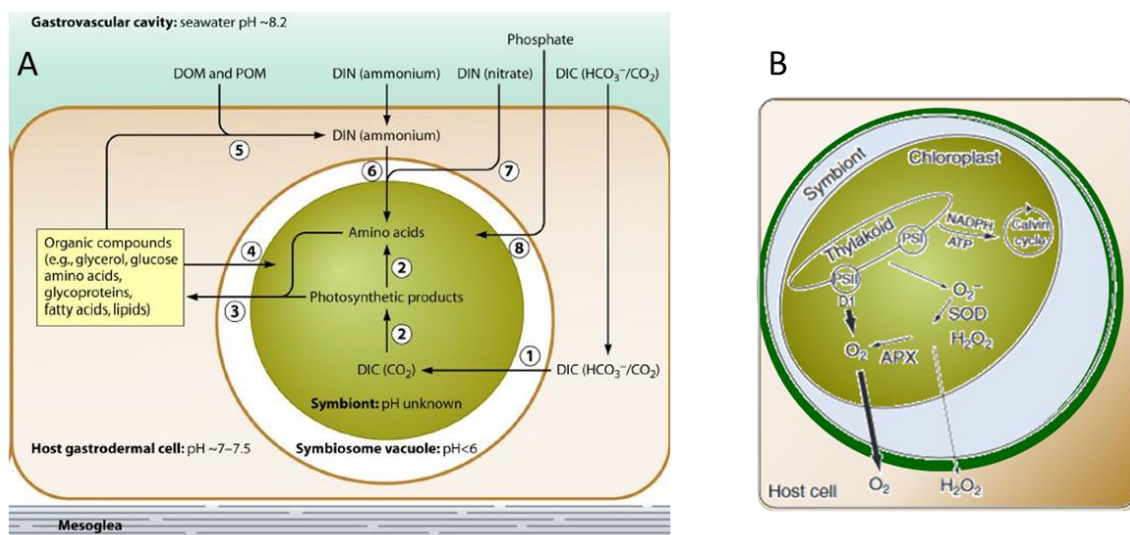 Gastrovascular cavity: seawater pH ~8.2
A
Phosphate
DOM and POM
DIN (ammonium)
DIN (nitrate)
DIC (HCO₃⁻/CO₂)
DIN (ammonium)
5
6
7
Organic compounds
(e.g., glycerol, glucose
amino acids,
glycoproteins,
fatty acids, lipids)
4
Amino acids
8
2
3
Photosynthetic products
2
1
DIC (CO₂)
DIC (HCO₃⁻/CO₂)
Symbiont: pH unknown
Host gastrodermal cell: pH ~7–7.5
Symbiosome vacuole: pH<6
Mesoglea
B
Symbiont
Chloroplast
Thylakoid
PSI
NADPH
ATP
Calvin
cycle
PSII
D1
O₂⁻
SOD
H₂O₂
O₂
APX
Host cell
O₂
H₂O₂